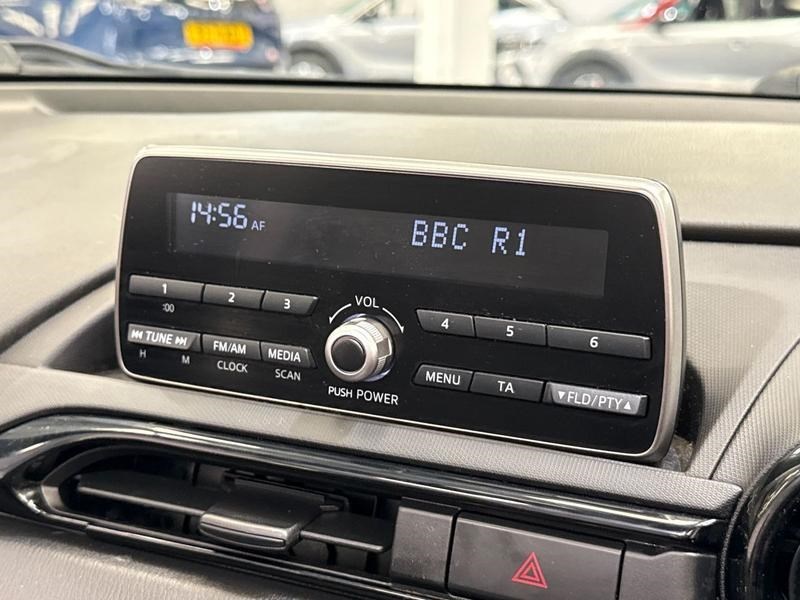 14:56 AF BBC R1
1 2 3 VOL 4 5 6
:00
⏮ TUNE ⏭ FM/AM MEDIA MENU TA ▼FLD/PTY▲
H M CLOCK SCAN
PUSH POWER